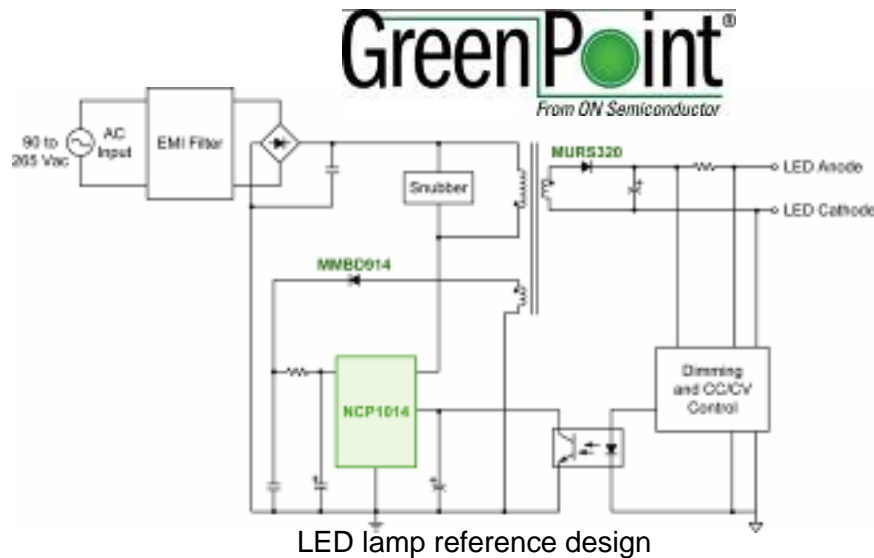 GreenPoint®
From ON Semiconductor
90 to
265 Vac
AC
Input
EMI Filter
MURS320
LED Anode
Snubber
LED Cathode
MMBD914
NCP1014
Dimming
and CC/CV
Control
LED lamp reference design